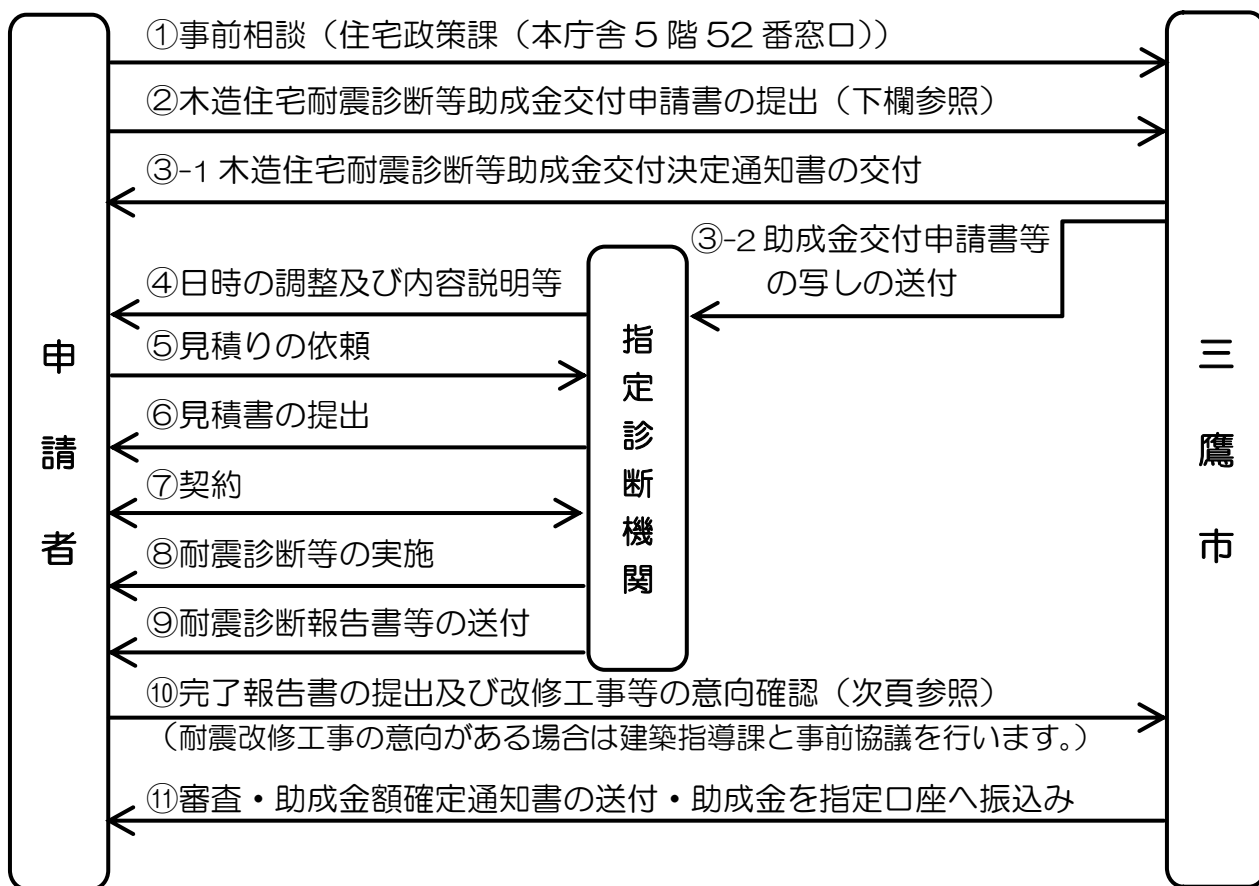 ①事前相談（住宅政策課（本庁舎5階52番窓口））
②木造住宅耐震診断等助成金交付申請書の提出（下欄参照）
③-1 木造住宅耐震診断等助成金交付決定通知書の交付
③-2 助成金交付申請書等
の写しの送付
④日時の調整及び内容説明等
⑤見積りの依頼
⑥見積書の提出
⑦契約
⑧耐震診断等の実施
⑨耐震診断報告書等の送付
⑩完了報告書の提出及び改修工事等の意向確認（次頁参照）
（耐震改修工事の意向がある場合は建築指導課と事前協議を行います。）
⑪審査・助成金額確定通知書の送付・助成金を指定口座へ振込み
申請者
指定診断機関
三鷹市